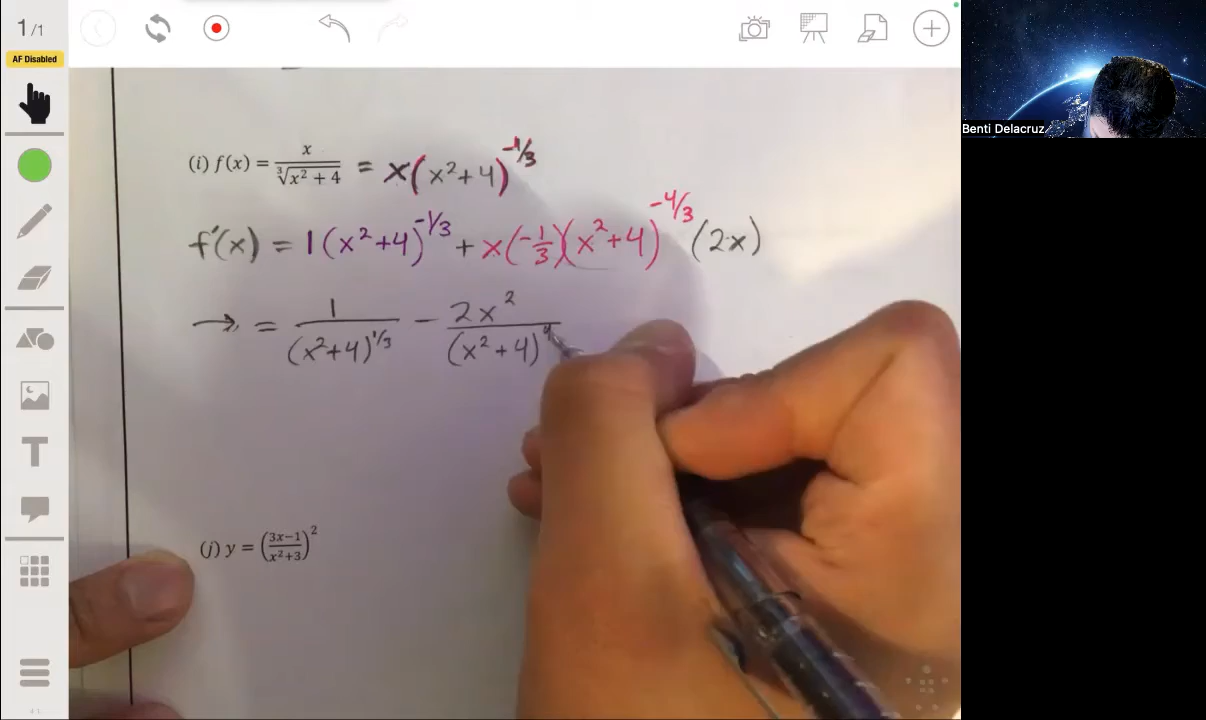 1/1
AF Disabled
Benti Delacruz
(i) f(x) = x/∛(x² + 4) = x(x²+4)^(-1/3)
f'(x) = 1(x²+4)^(-1/3) + x(-1/3)(x²+4)^(-4/3) (2x)
→ = 1/(x²+4)^(1/3) - 2x²/(x²+4)^4
(j) y = ((3x-1)/(x²+3))²
T